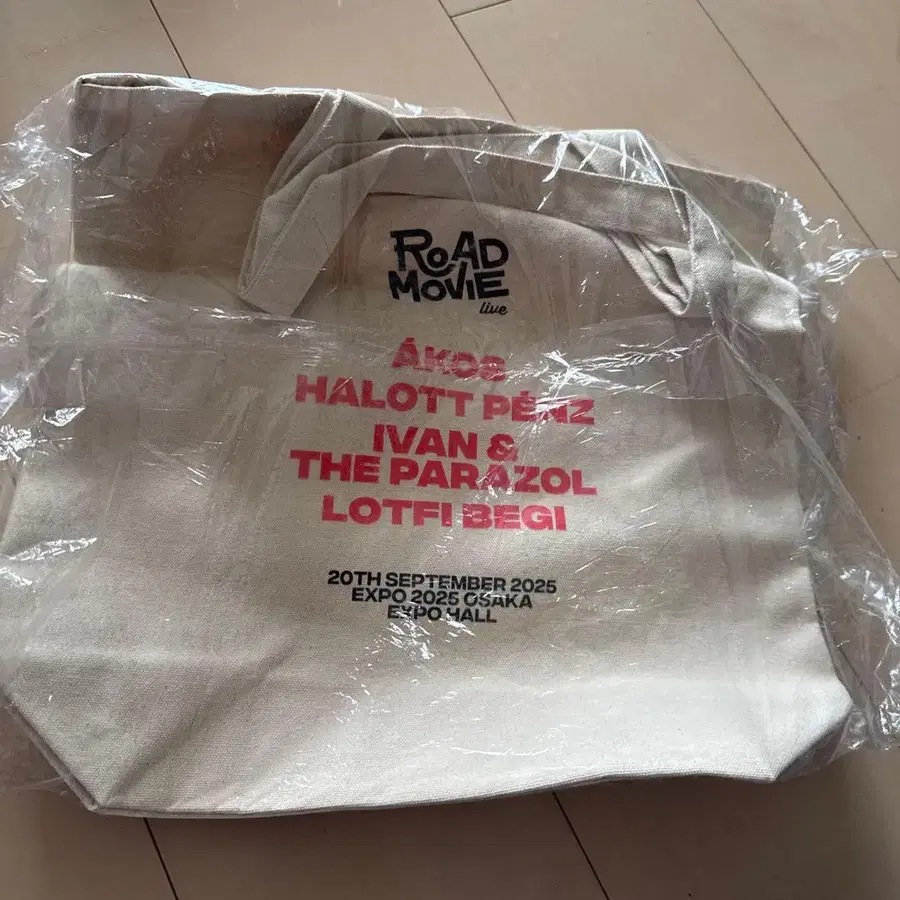 ROAD
MOVIE
live
ÁKOS
HALOTT PÉNZ
IVAN &
THE PARAZOL
LOTFI BEGI
20TH SEPTEMBER 2025
EXPO 2025 OSAKA
EXPO HALL